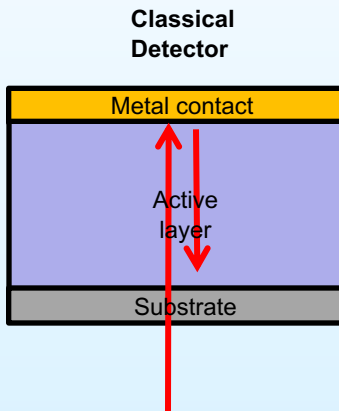 Classical
Detector
Metal contact
Active
layer
Substrate